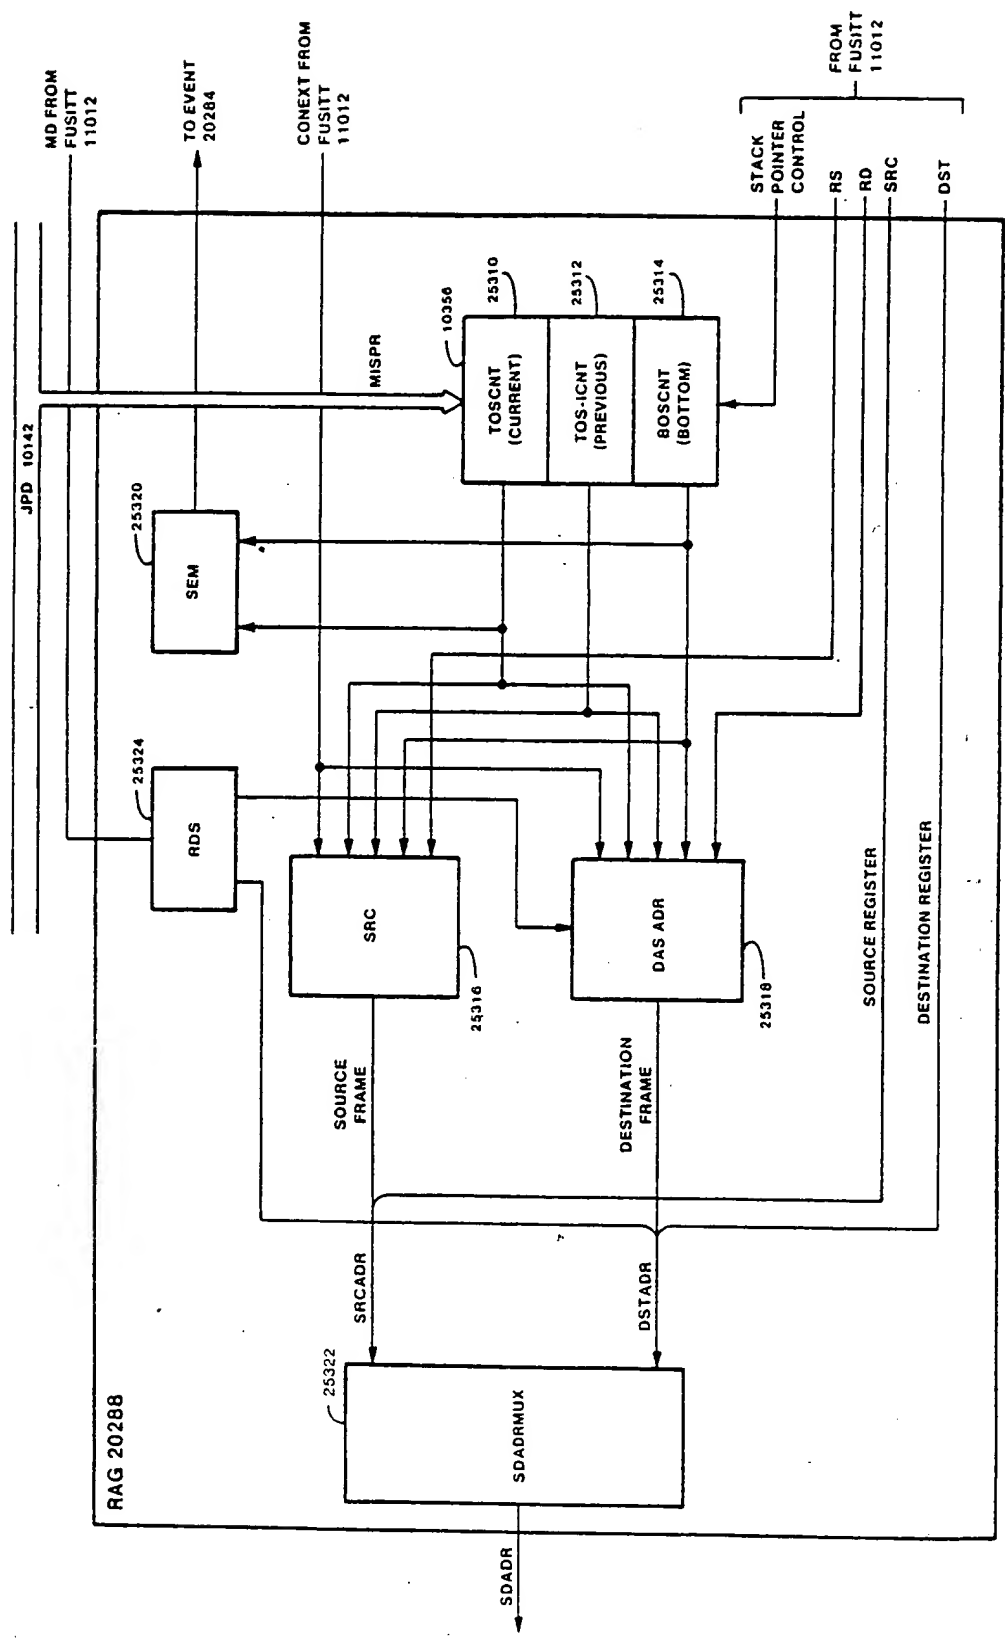 RAG 20288
JPD 10142
MD FROM
FUSITT
11012
TO EVENT
20284
CONEXT FROM
FUSITT
11012
FROM
FUSITT
11012
STACK
POINTER
CONTROL
RS
RD
SRC
DST
MISPR
10356
25310
25312
25314
TOSCNT
(CURRENT)
TOS-ICNT
(PREVIOUS)
BOSCNT
(BOTTOM)
25320
SEM
25324
RDS
SRC
25316
DAS ADR
25318
SOURCE REGISTER
DESTINATION REGISTER
SOURCE
FRAME
DESTINATION
FRAME
SRCADR
DSTADR
25322
SDADRMUX
SDADR